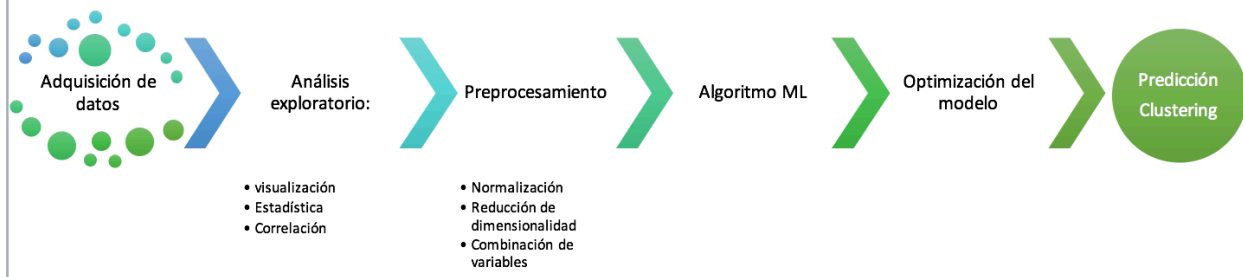 Adquisición de
datos
Análisis
exploratorio:
• visualización
• Estadística
• Correlación
Preprocesamiento
• Normalización
• Reducción de
dimensionalidad
• Combinación de
variables
Algoritmo ML
Optimización del
modelo
Predicción
Clustering